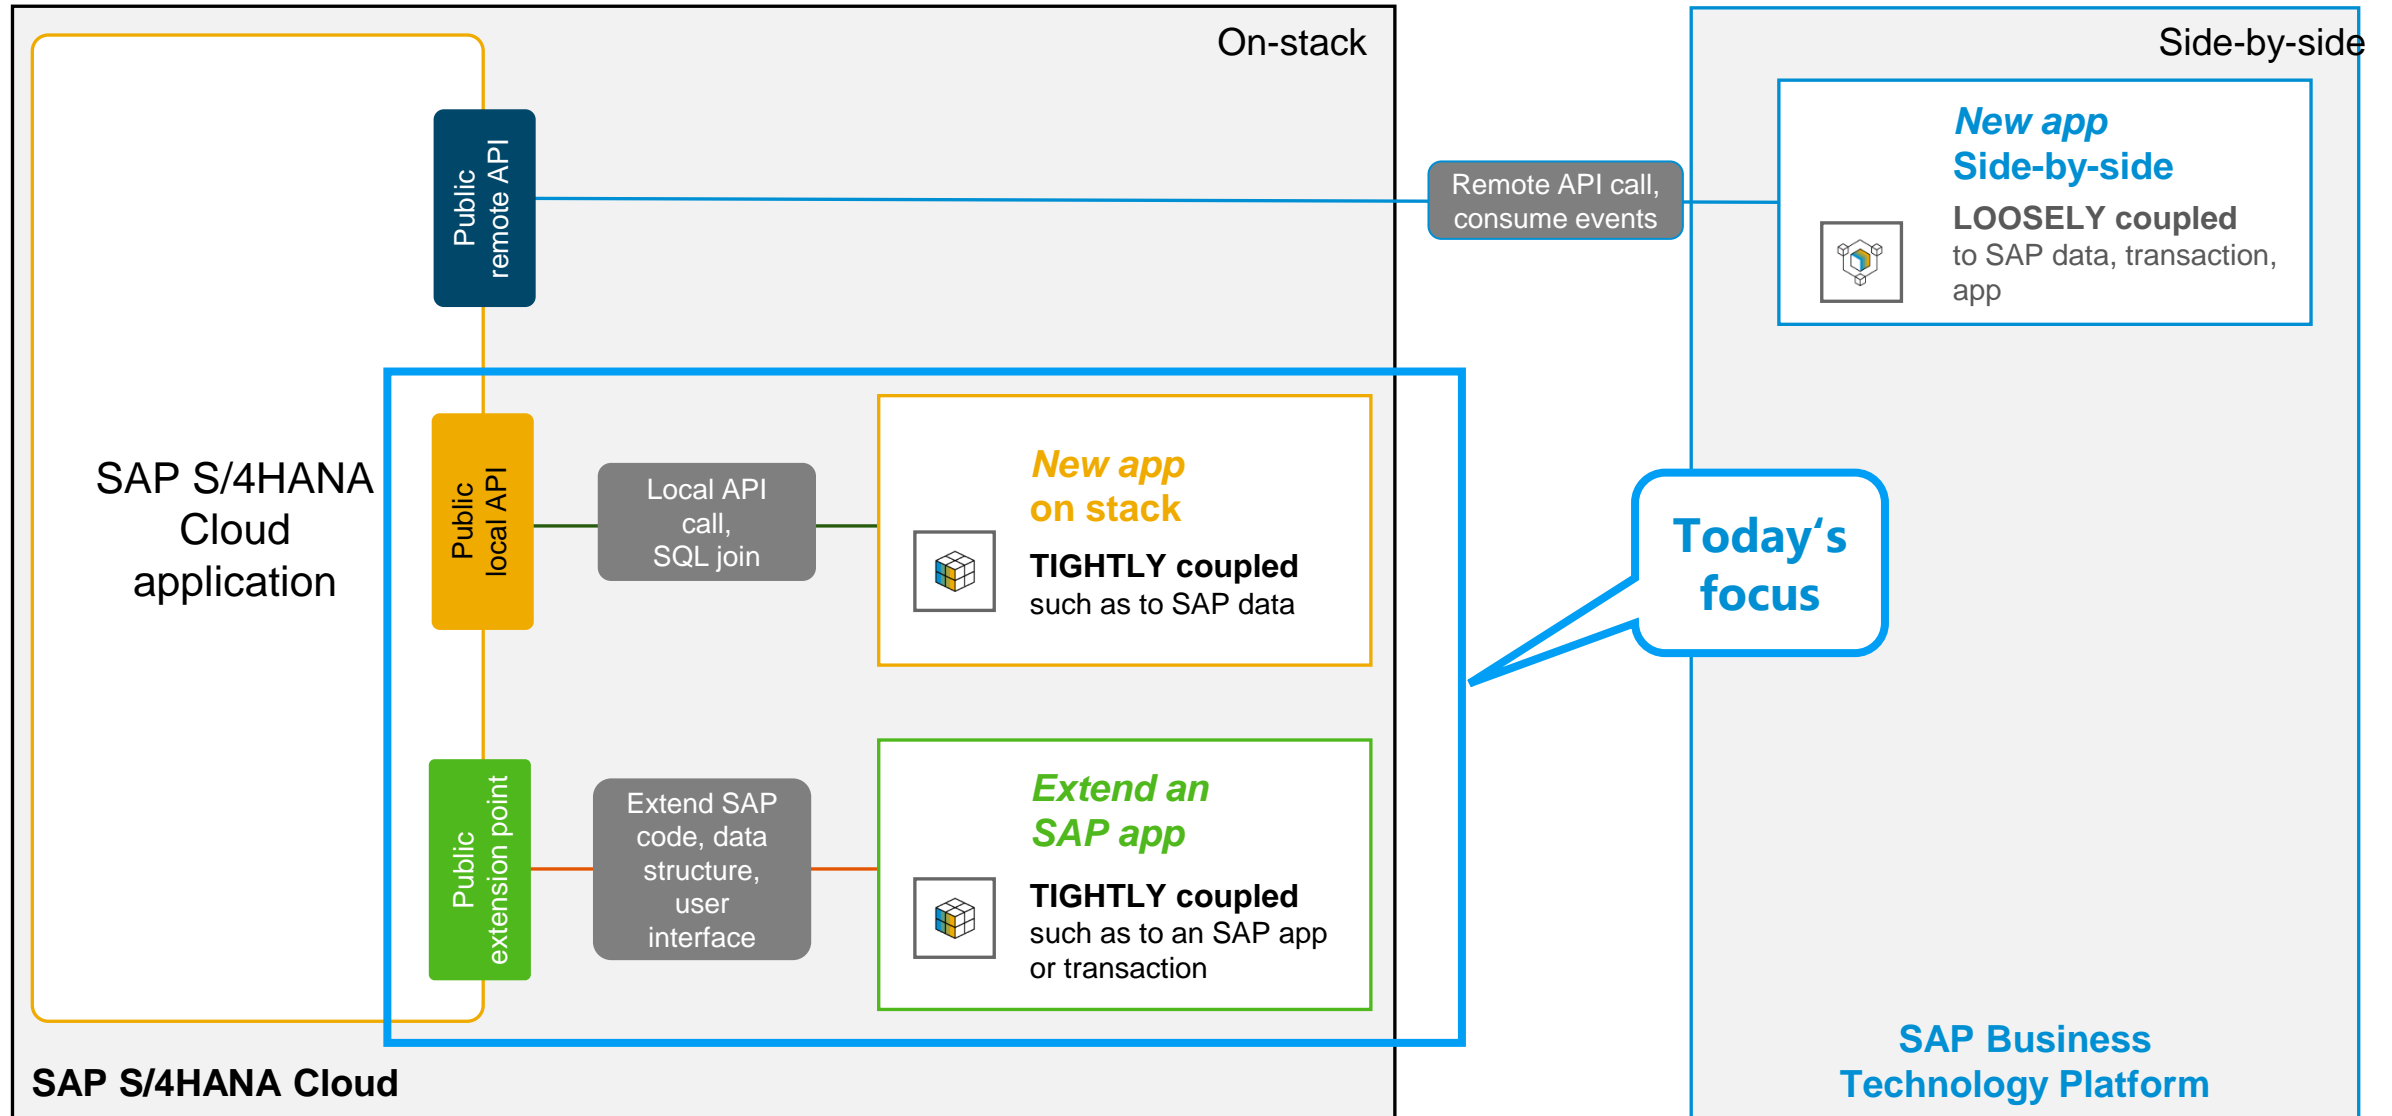 On-stack
Side-by-side
Public
remote API
Remote API call,
consume events
New app
Side-by-side
LOOSELY coupled
to SAP data, transaction,
app
SAP S/4HANA
Cloud
application
Public
local API
Local API
call,
SQL join
New app
on stack
TIGHTLY coupled
such as to SAP data
Today‘s
focus
Public
extension point
Extend SAP
code, data
structure,
user
interface
Extend an
SAP app
TIGHTLY coupled
such as to an SAP app
or transaction
SAP S/4HANA Cloud
SAP Business
Technology Platform